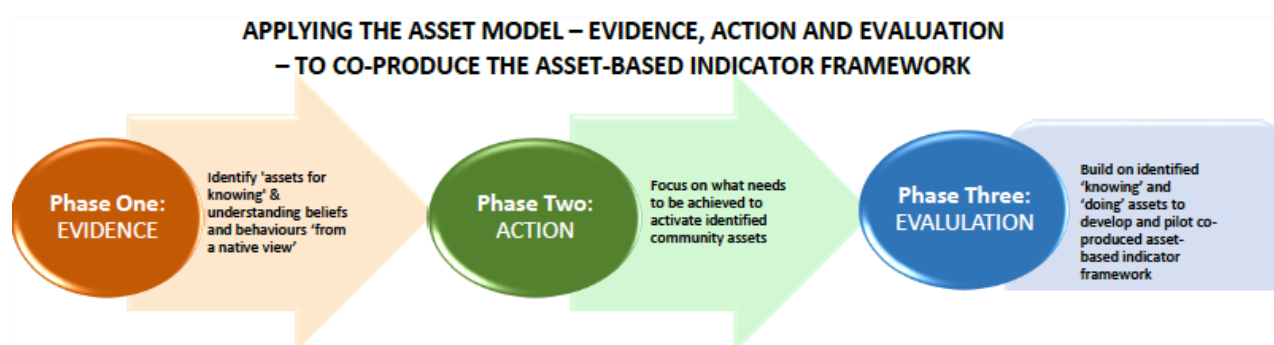 APPLYING THE ASSET MODEL – EVIDENCE, ACTION AND EVALUATION
– TO CO-PRODUCE THE ASSET-BASED INDICATOR FRAMEWORK
Phase One:
EVIDENCE
Identify 'assets for
knowing' &
understanding beliefs
and behaviours ‘from
a native view’
Phase Two:
ACTION
Focus on what needs
to be achieved to
activate identified
community assets
Phase Three:
EVALULATION
Build on identified
‘knowing’ and
‘doing’ assets to
develop and pilot co-
produced asset-
based indicator
framework